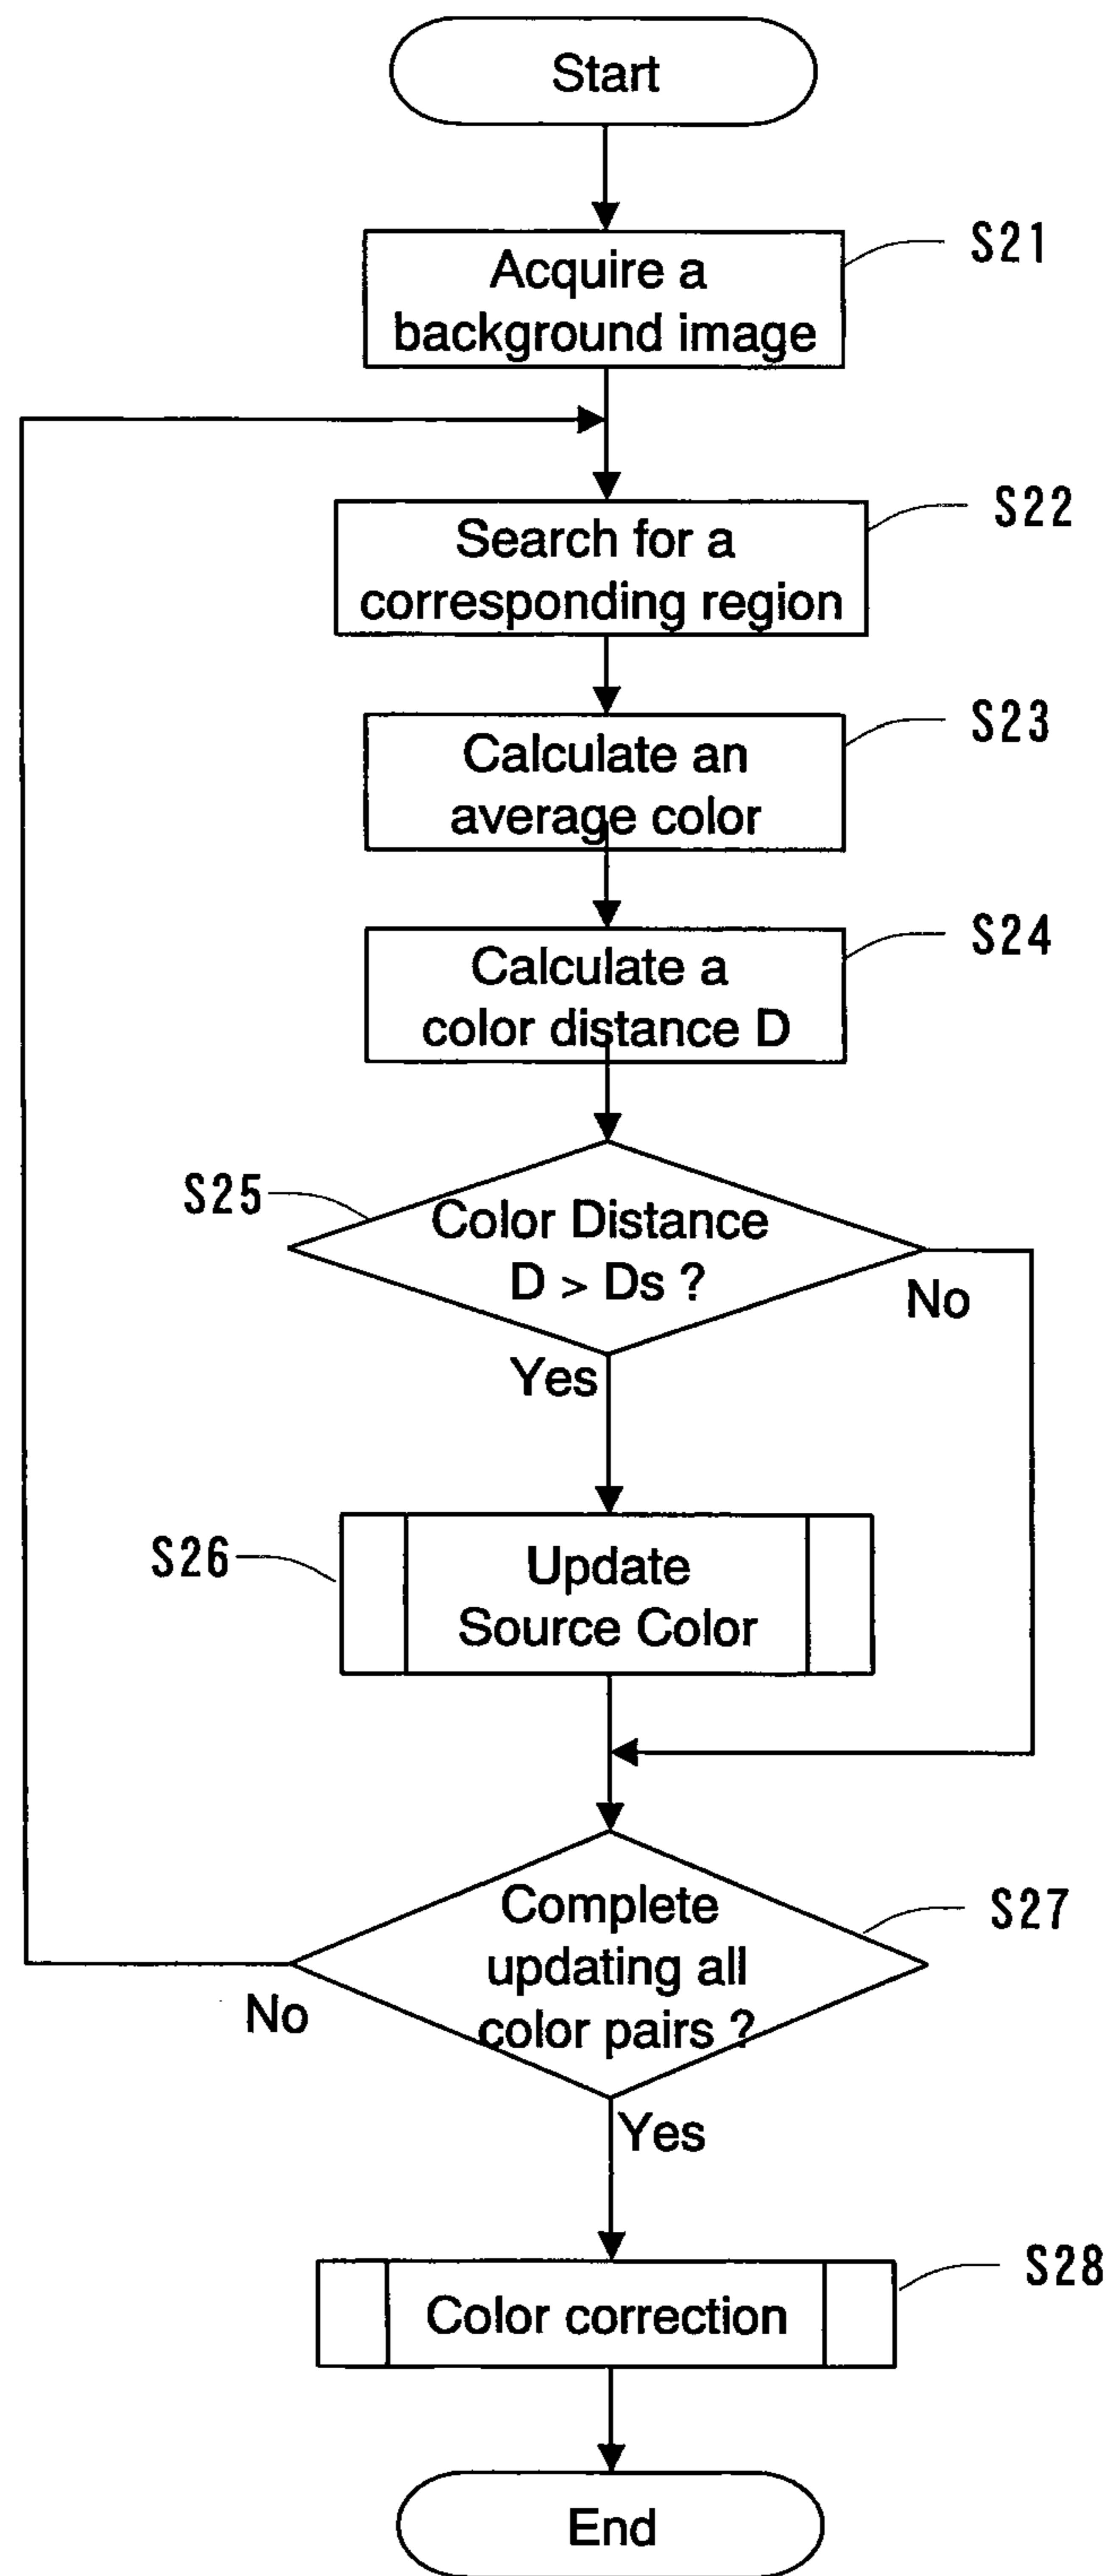 Start
S21
Acquire a
background image
S22
Search for a
corresponding region
S23
Calculate an
average color
S24
Calculate a
color distance D
S25
Color Distance
D > Ds ?
No
Yes
S26
Update
Source Color
S27
Complete
updating all
color pairs ?
No
Yes
S28
Color correction
End